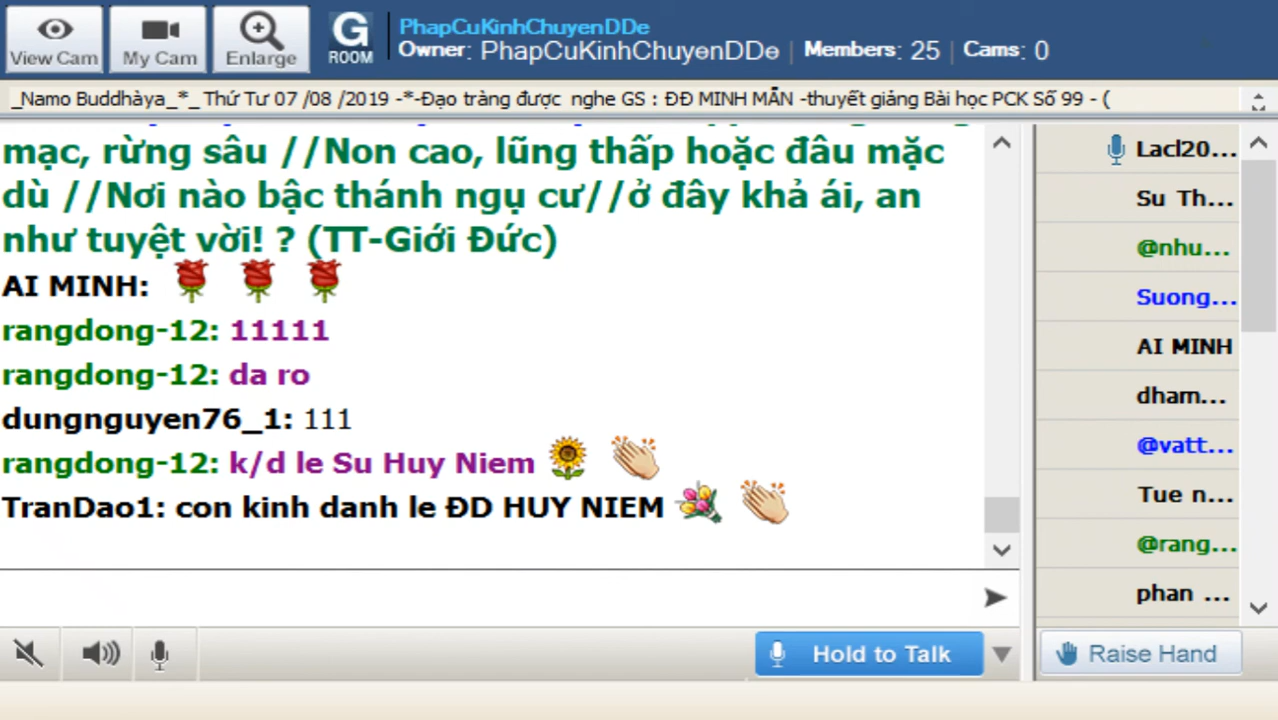 View Cam
My Cam
Enlarge
G
ROOM
PhapCuKinhChuyenDDe
Owner: PhapCuKinhChuyenDDe | Members: 25 | Cams: 0
_Namo Buddhàya_*_ Thứ Tư 07 /08 /2019 -*-Đạo tràng được nghe GS : ĐĐ MINH MẪN -thuyết giảng Bài học PCK Số 99 - (
mạc, rừng sâu //Non cao, lũng thấp hoặc đâu mặc
dù //Nơi nào bậc thánh ngụ cư//ở đây khả ái, an
như tuyệt vời! ? (TT-Giới Đức)
AI MINH:
rangdong-12: 11111
rangdong-12: da ro
dungnguyen76_1: 111
rangdong-12: k/d le Su Huy Niem
TranDao1: con kinh danh le ĐD HUY NIEM
Lacl20...
Su Th...
@nhu...
Suong...
AI MINH
dham...
@vatt...
Tue n...
@rang...
phan ...
Hold to Talk
Raise Hand